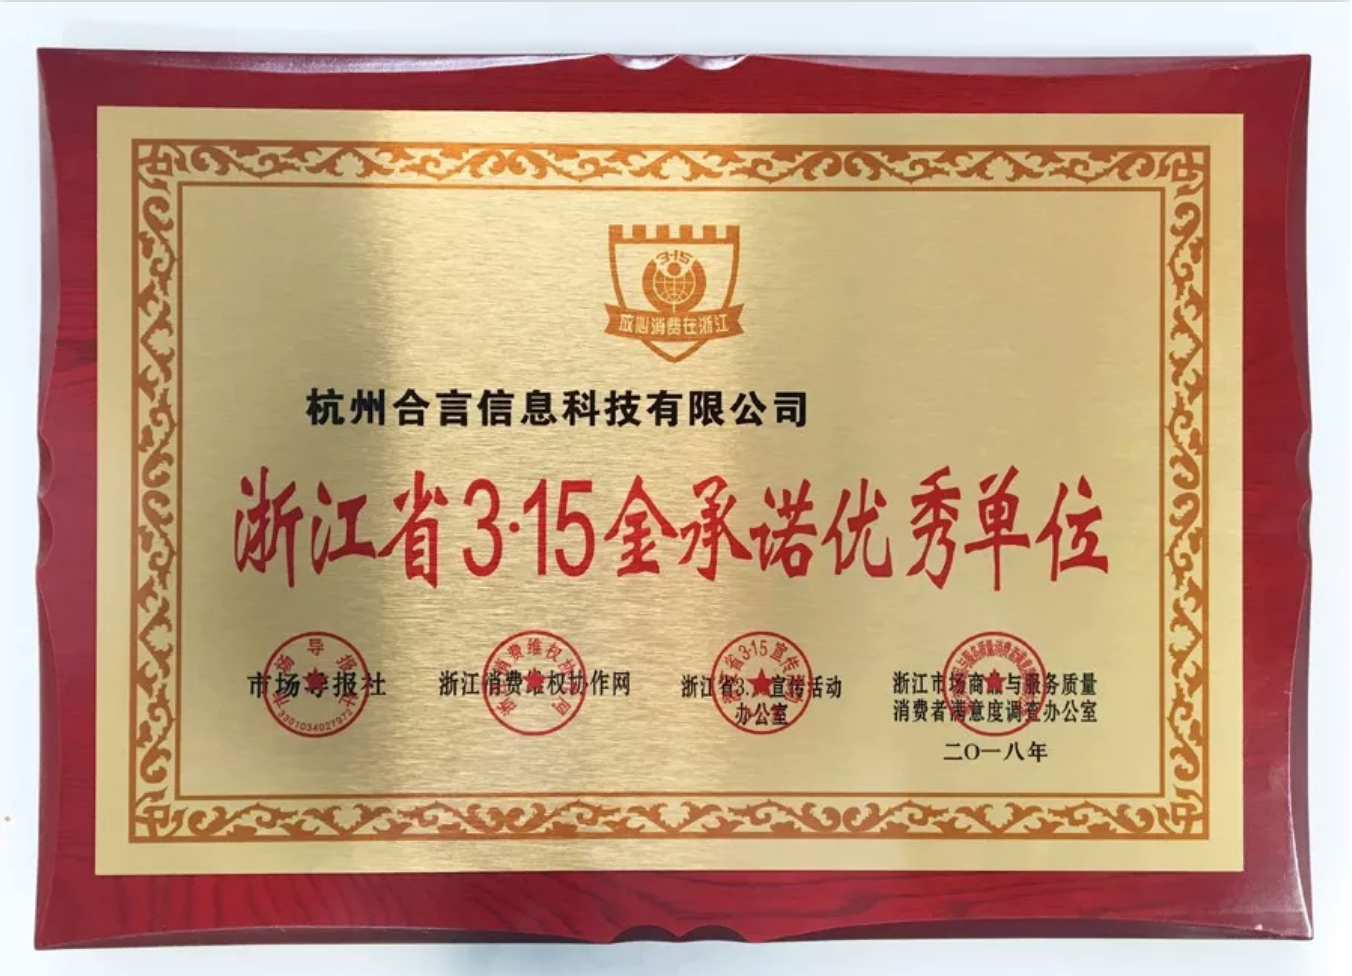 3·15
放心消费在浙江
杭州合言信息科技有限公司
浙江省3·15金承诺优秀单位
市场导报社
浙江消费维权协作网
浙江省3.15宣传活动
办公室
浙江市场商品与服务质量
消费者满意度调查办公室
二〇一八年